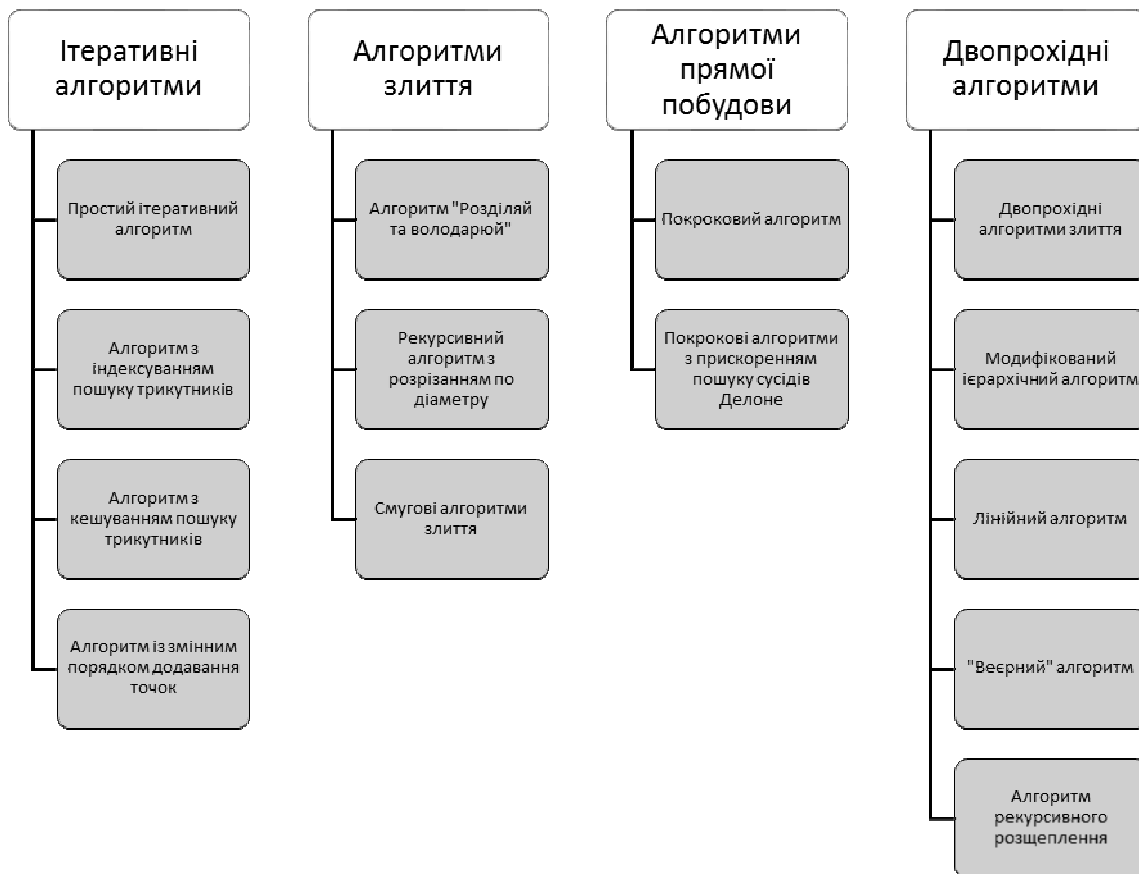 Ітеративні
алгоритми
Простий ітеративний
алгоритм
Алгоритм з
індексуванням
пошуку трикутників
Алгоритм з
кешуванням пошуку
трикутників
Алгоритм із змінним
порядком додавання
точок
Алгоритми
злиття
Алгоритм "Розділяй
та володарюй"
Рекурсивний
алгоритм з
розрізанням по
діаметру
Смугові алгоритми
злиття
Алгоритми
прямої
побудови
Покроковий алгоритм
Покрокові алгоритми
з прискоренням
пошуку сусідів
Делоне
Двопрохідні
алгоритми
Двопрохідні
алгоритми злиття
Модифікований
ієрархічний алгоритм
Лінійний алгоритм
"Веєрний" алгоритм
Алгоритм
рекурсивного
розщеплення